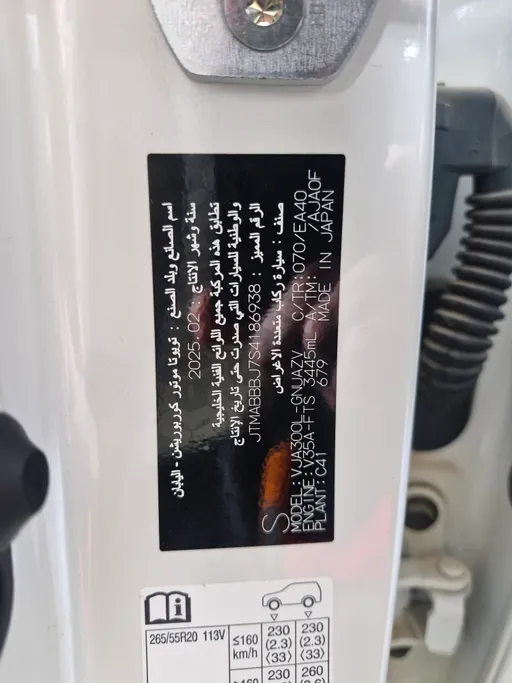 اسم الصانع وبلد الصنع : تويوتا موتور كوربوريشن - اليابان
سنة وشهر الإنتاج : 2025.02
تطابق هذه المركبة جميع اللوائح الفنية الخليجية
والوطنية للسيارات التي صدرت حتى تاريخ الإنتاج
الرقم المميز : JTMABBBJ7S4186938
صنف : سيارة ركاب متعددة الأغراض
S
MODEL:VJA300L-GNUAZV C/TR:070/EA40
ENGINE:V35A-FTS 3445mL A/TM: /AJA0F
PLANT:C41 679 MADE IN JAPAN
265/55R20 113V
≤160 km/h
230 (2.3) (33)
230 (2.3) (33)
230
260